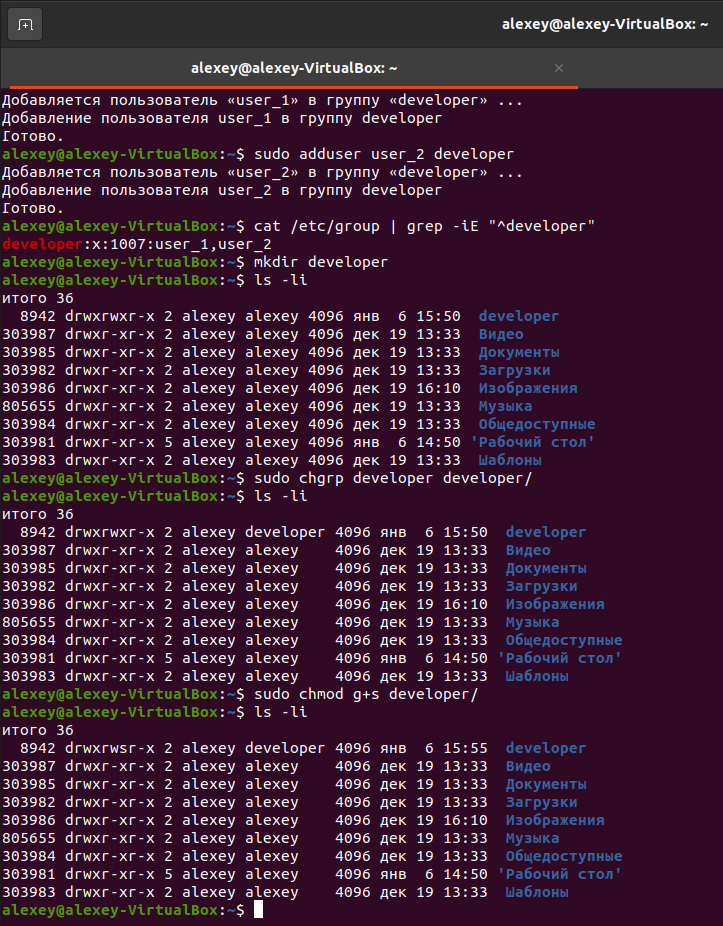 alexey@alexey-VirtualBox: ~
alexey@alexey-VirtualBox: ~
Добавляется пользователь «user_1» в группу «developer» ...
Добавление пользователя user_1 в группу developer
Готово.
alexey@alexey-VirtualBox:~$ sudo adduser user_2 developer
Добавляется пользователь «user_2» в группу «developer» ...
Добавление пользователя user_2 в группу developer
Готово.
alexey@alexey-VirtualBox:~$ cat /etc/group | grep -iE "^developer"
developer:x:1007:user_1,user_2
alexey@alexey-VirtualBox:~$ mkdir developer
alexey@alexey-VirtualBox:~$ ls -li
итого 36
  8942 drwxrwxr-x 2 alexey alexey 4096 янв  6 15:50  developer
303987 drwxr-xr-x 2 alexey alexey 4096 дек 19 13:33  Видео
303985 drwxr-xr-x 2 alexey alexey 4096 дек 19 13:33  Документы
303982 drwxr-xr-x 2 alexey alexey 4096 дек 19 13:33  Загрузки
303986 drwxr-xr-x 2 alexey alexey 4096 дек 19 16:10  Изображения
805655 drwxr-xr-x 2 alexey alexey 4096 дек 19 13:33  Музыка
303984 drwxr-xr-x 2 alexey alexey 4096 дек 19 13:33  Общедоступные
303981 drwxr-xr-x 5 alexey alexey 4096 янв  6 14:50 'Рабочий стол'
303983 drwxr-xr-x 2 alexey alexey 4096 дек 19 13:33  Шаблоны
alexey@alexey-VirtualBox:~$ sudo chgrp developer developer/
alexey@alexey-VirtualBox:~$ ls -li
итого 36
  8942 drwxrwxr-x 2 alexey developer 4096 янв  6 15:50  developer
303987 drwxr-xr-x 2 alexey alexey    4096 дек 19 13:33  Видео
303985 drwxr-xr-x 2 alexey alexey    4096 дек 19 13:33  Документы
303982 drwxr-xr-x 2 alexey alexey    4096 дек 19 13:33  Загрузки
303986 drwxr-xr-x 2 alexey alexey    4096 дек 19 16:10  Изображения
805655 drwxr-xr-x 2 alexey alexey    4096 дек 19 13:33  Музыка
303984 drwxr-xr-x 2 alexey alexey    4096 дек 19 13:33  Общедоступные
303981 drwxr-xr-x 5 alexey alexey    4096 янв  6 14:50 'Рабочий стол'
303983 drwxr-xr-x 2 alexey alexey    4096 дек 19 13:33  Шаблоны
alexey@alexey-VirtualBox:~$ sudo chmod g+s developer/
alexey@alexey-VirtualBox:~$ ls -li
итого 36
  8942 drwxrwsr-x 2 alexey developer 4096 янв  6 15:55  developer
303987 drwxr-xr-x 2 alexey alexey    4096 дек 19 13:33  Видео
303985 drwxr-xr-x 2 alexey alexey    4096 дек 19 13:33  Документы
303982 drwxr-xr-x 2 alexey alexey    4096 дек 19 13:33  Загрузки
303986 drwxr-xr-x 2 alexey alexey    4096 дек 19 16:10  Изображения
805655 drwxr-xr-x 2 alexey alexey    4096 дек 19 13:33  Музыка
303984 drwxr-xr-x 2 alexey alexey    4096 дек 19 13:33  Общедоступные
303981 drwxr-xr-x 5 alexey alexey    4096 янв  6 14:50 'Рабочий стол'
303983 drwxr-xr-x 2 alexey alexey    4096 дек 19 13:33  Шаблоны
alexey@alexey-VirtualBox:~$